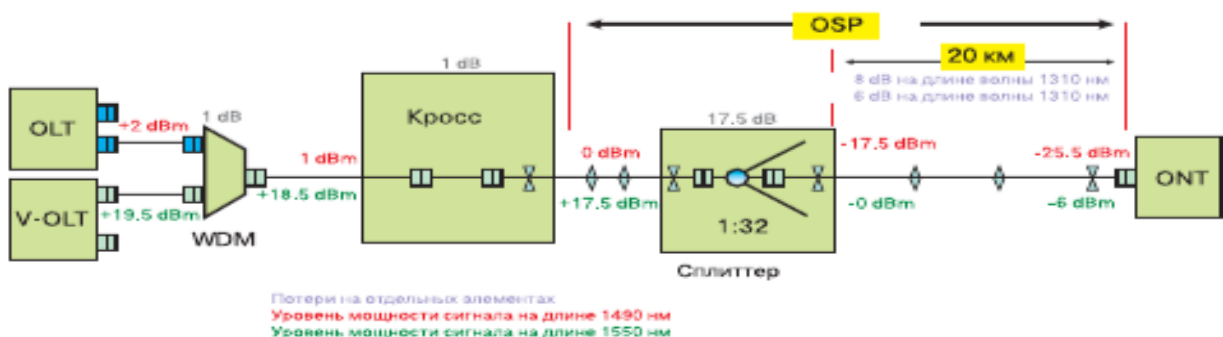 OSP
20 км
8 dB на длине волны 1310 нм
6 dB на длине волны 1310 нм
1 dB
Кросс
OLT
+2 dBm
1 dB
17.5 dB
1 dBm
0 dBm
-17.5 dBm
-25.5 dBm
ONT
V-OLT
+19.5 dBm
+18.5 dBm
+17.5 dBm
-0 dBm
-6 dBm
WDM
1:32
Сплиттер
Потери на отдельных элементах
Уровень мощности сигнала на длине 1490 нм
Уровень мощности сигнала на длине 1550 нм